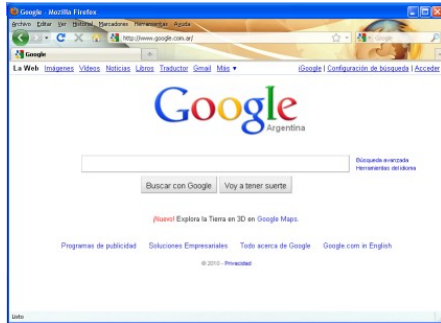 Google - Mozilla Firefox
Archivo Editar Ver Historial Marcadores Herramientas Ayuda
http://www.google.com.ar/
Google
Google
La Web Imágenes Vídeos Noticias Libros Traductor Gmail Más ▼ iGoogle | Configuración de búsqueda | Acceder
Google
Argentina
Búsqueda avanzada
Herramientas del idioma
Buscar con Google Voy a tener suerte
¡Nuevo! Explora la Tierra en 3D en Google Maps.
Programas de publicidad Soluciones Empresariales Todo acerca de Google Google.com in English
© 2010 - Privacidad
Listo